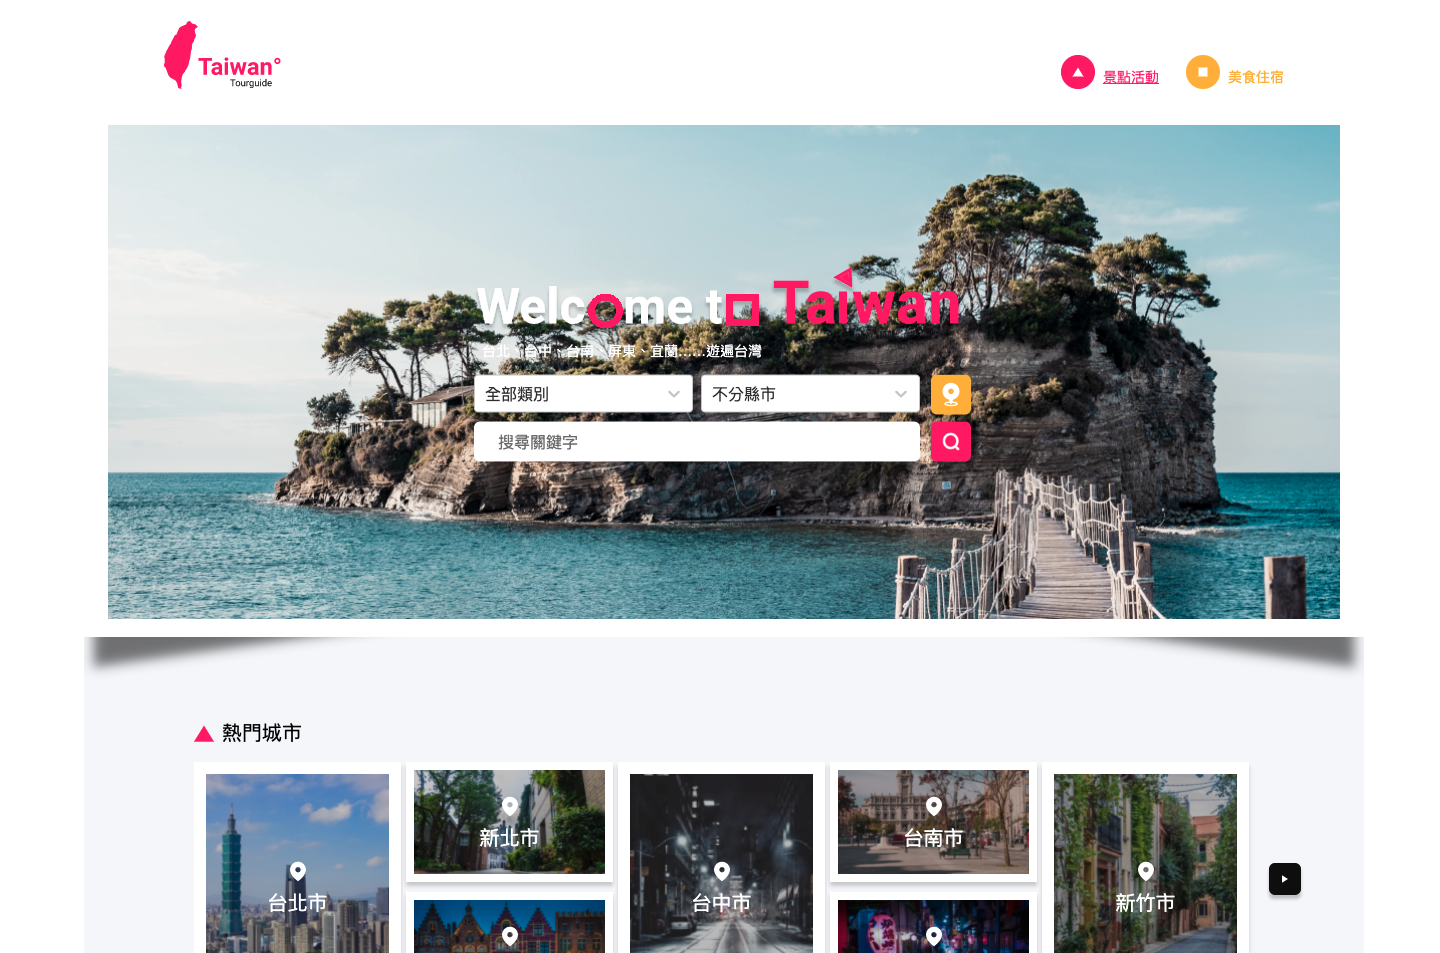 Taiwan°
Tourguide
景點活動
美食住宿
Welcome to Taiwan
台北、台中、台南、屏東、宜蘭……遊遍台灣
全部類別
不分縣市
搜尋關鍵字
熱門城市
台北市
新北市
台中市
台南市
新竹市